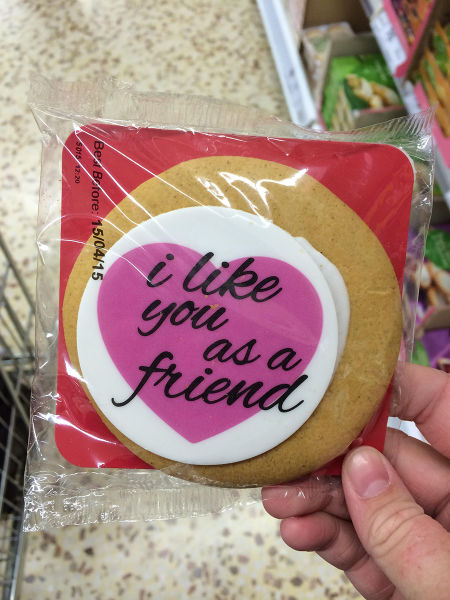 Best Before: 15/04/15
i like
you
as a
friend